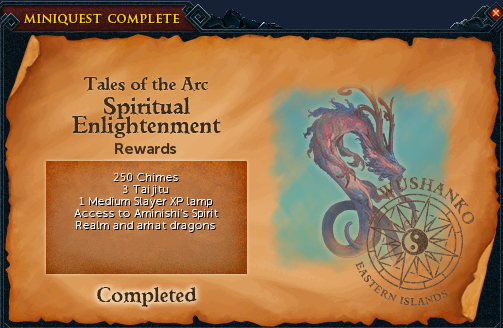 MINIQUEST COMPLETE
Tales of the Arc
Spiritual
Enlightenment
Rewards
250 Chimes
3 Taijitu
1 Medium Slayer XP lamp
Access to Aminishi's Spirit
Realm and arhat dragons
WUSHANKO
EASTERN ISLANDS
Completed